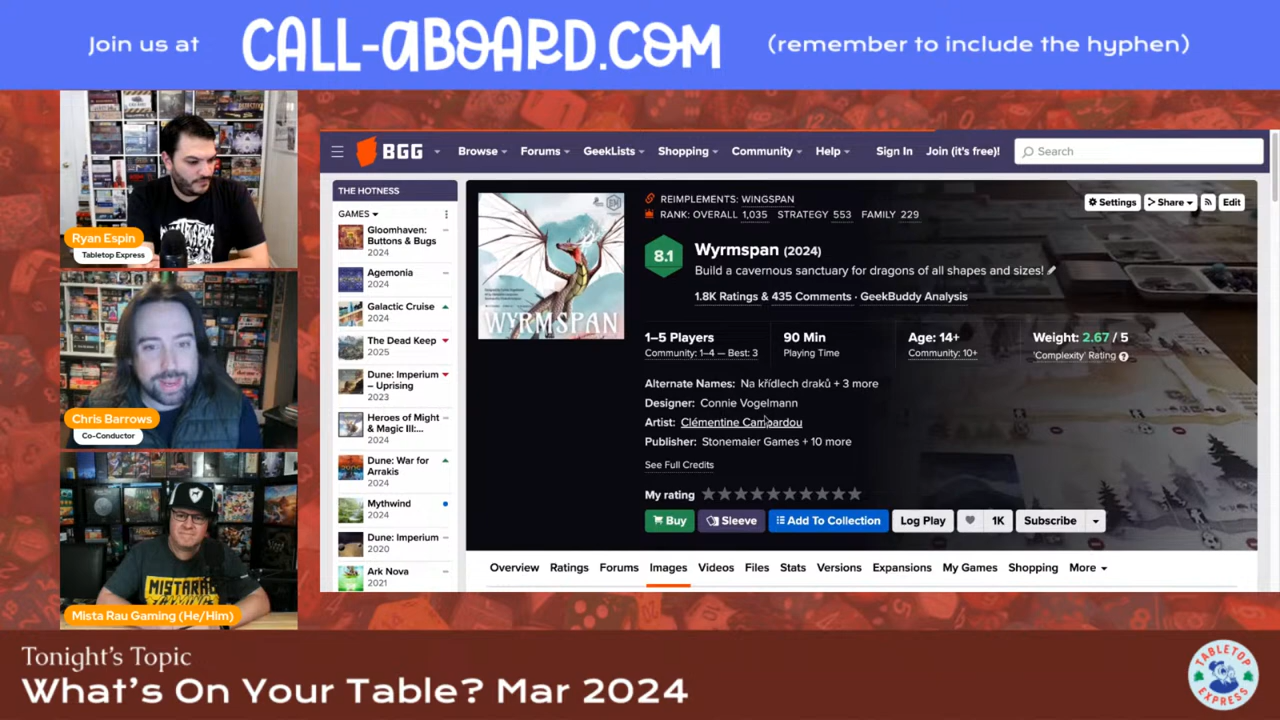 Join us at CALL-ABOARD.COM (remember to include the hyphen)
Ryan Espin
Tabletop Express
Chris Barrows
Co-Conductor
MISTARAU
Mista Rau Gaming (He/Him)
BGG Browse Forums GeekLists Shopping Community Help Sign In Join (it's free)! Search
THE HOTNESS
GAMES
Gloomhaven:
Buttons & Bugs
2024
Agemonia
2024
Galactic Cruise
2024
The Dead Keep
2025
Dune: Imperium
– Uprising
2023
Heroes of Might
& Magic III:...
2024
Dune: War for
Arrakis
2024
Mythwind
2024
Dune: Imperium
2020
Ark Nova
2021
WYRMSPAN
REIMPLEMENTS: WINGSPAN
RANK: OVERALL 1,035 STRATEGY 553 FAMILY 229
Settings Share Edit
8.1
Wyrmspan (2024)
Build a cavernous sanctuary for dragons of all shapes and sizes!
1.8K Ratings & 435 Comments · GeekBuddy Analysis
1–5 Players 90 Min Age: 14+ Weight: 2.67 / 5
Community: 1–4 — Best: 3 Playing Time Community: 10+ 'Complexity' Rating ?
Alternate Names: Na křídlech draků + 3 more
Designer: Connie Vogelmann
Artist: Clémentine Campardou
Publisher: Stonemaier Games + 10 more
See Full Credits
My rating
Buy Sleeve Add To Collection Log Play 1K Subscribe
Overview Ratings Forums Images Videos Files Stats Versions Expansions My Games Shopping More
Tonight's Topic
What's On Your Table? Mar 2024
TABLETOP
EXPRESS